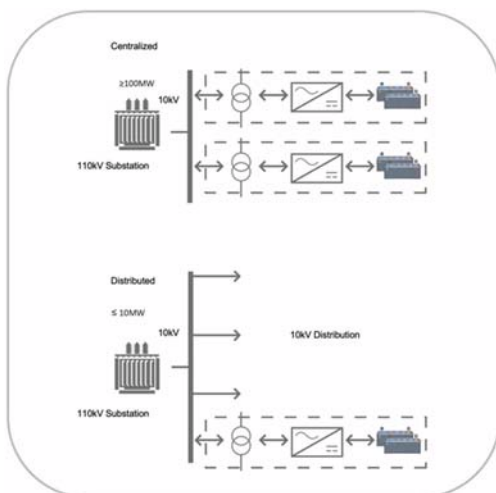 Centralized
≥100MW
10kV
110kV Substation
Distributed
≤ 10MW
10kV
10kV Distribution
110kV Substation